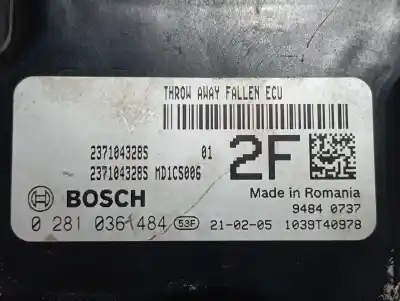 THROW AWAY FALLEN ECU
237104328S 01
237104328S MD1CS006
2F
BOSCH
Made in Romania
9484 0737
0 281 036 484 53F 21-02-05 1039T40978